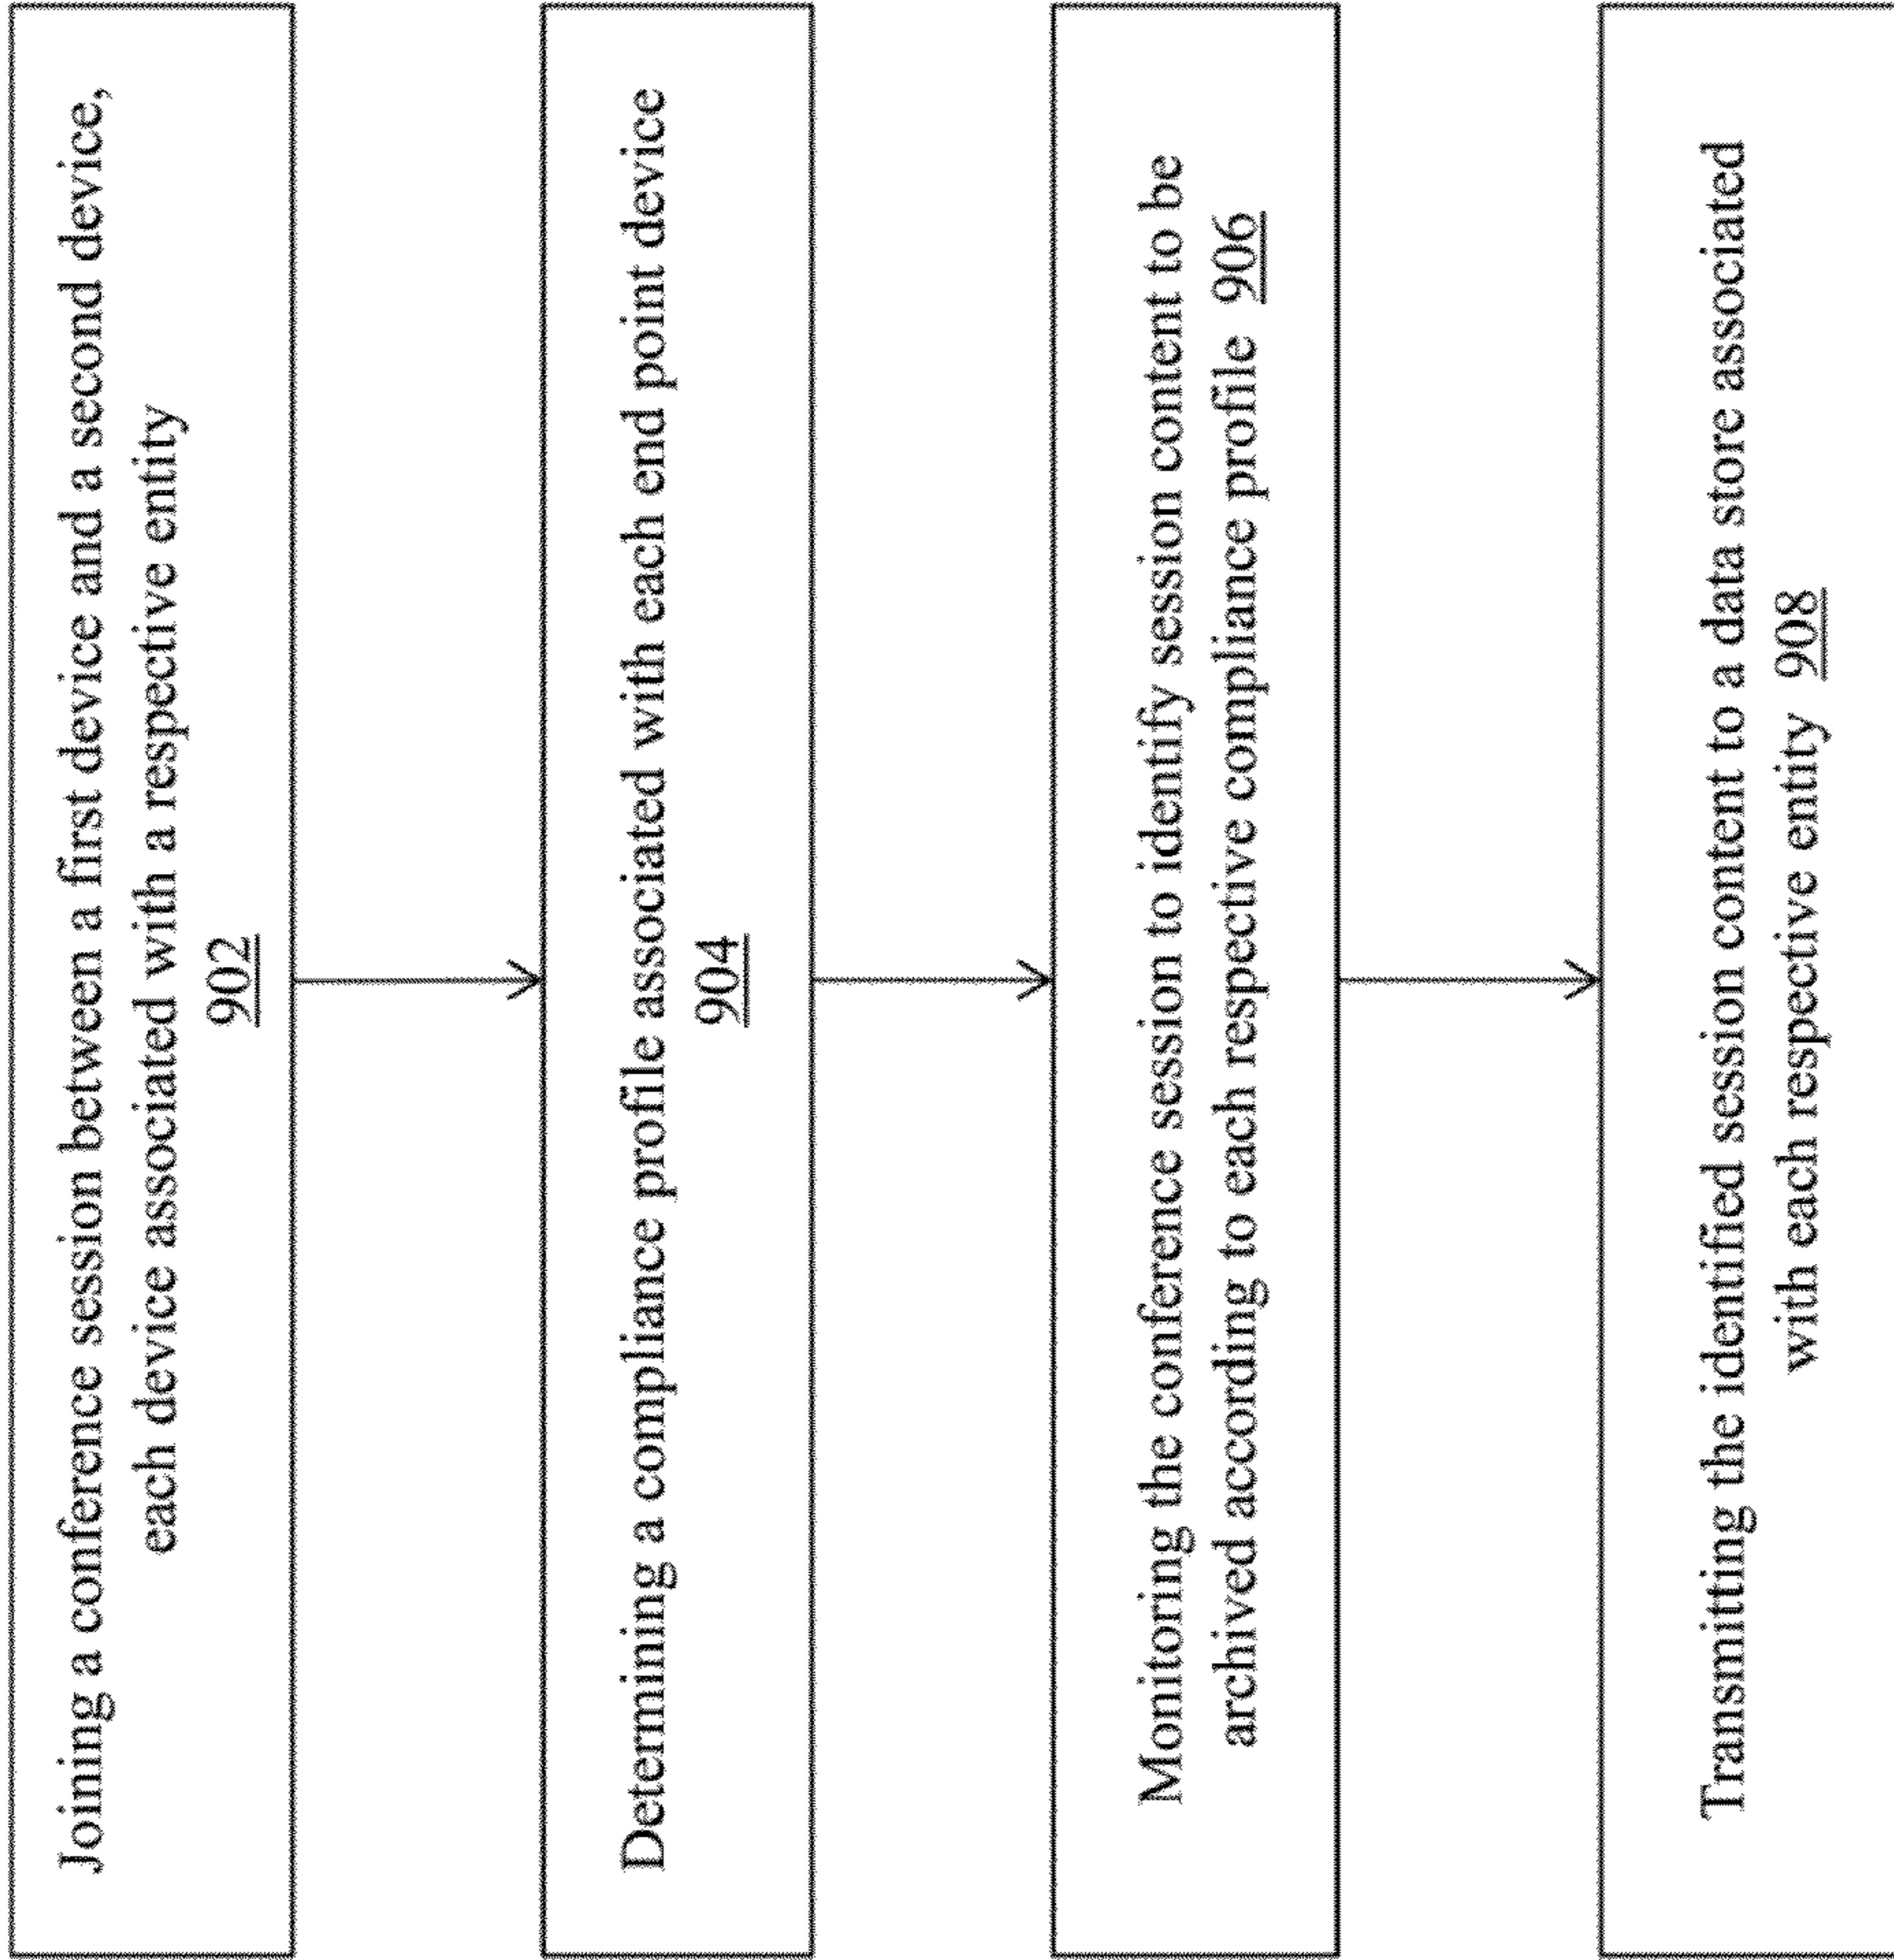 Joining a conference session between a first device and a second device,
each device associated with a respective entity
902
Determining a compliance profile associated with each end point device
904
Monitoring the conference session to identify session content to be
archived according to each respective compliance profile 906
Transmitting the identified session content to a data store associated
with each respective entity 908